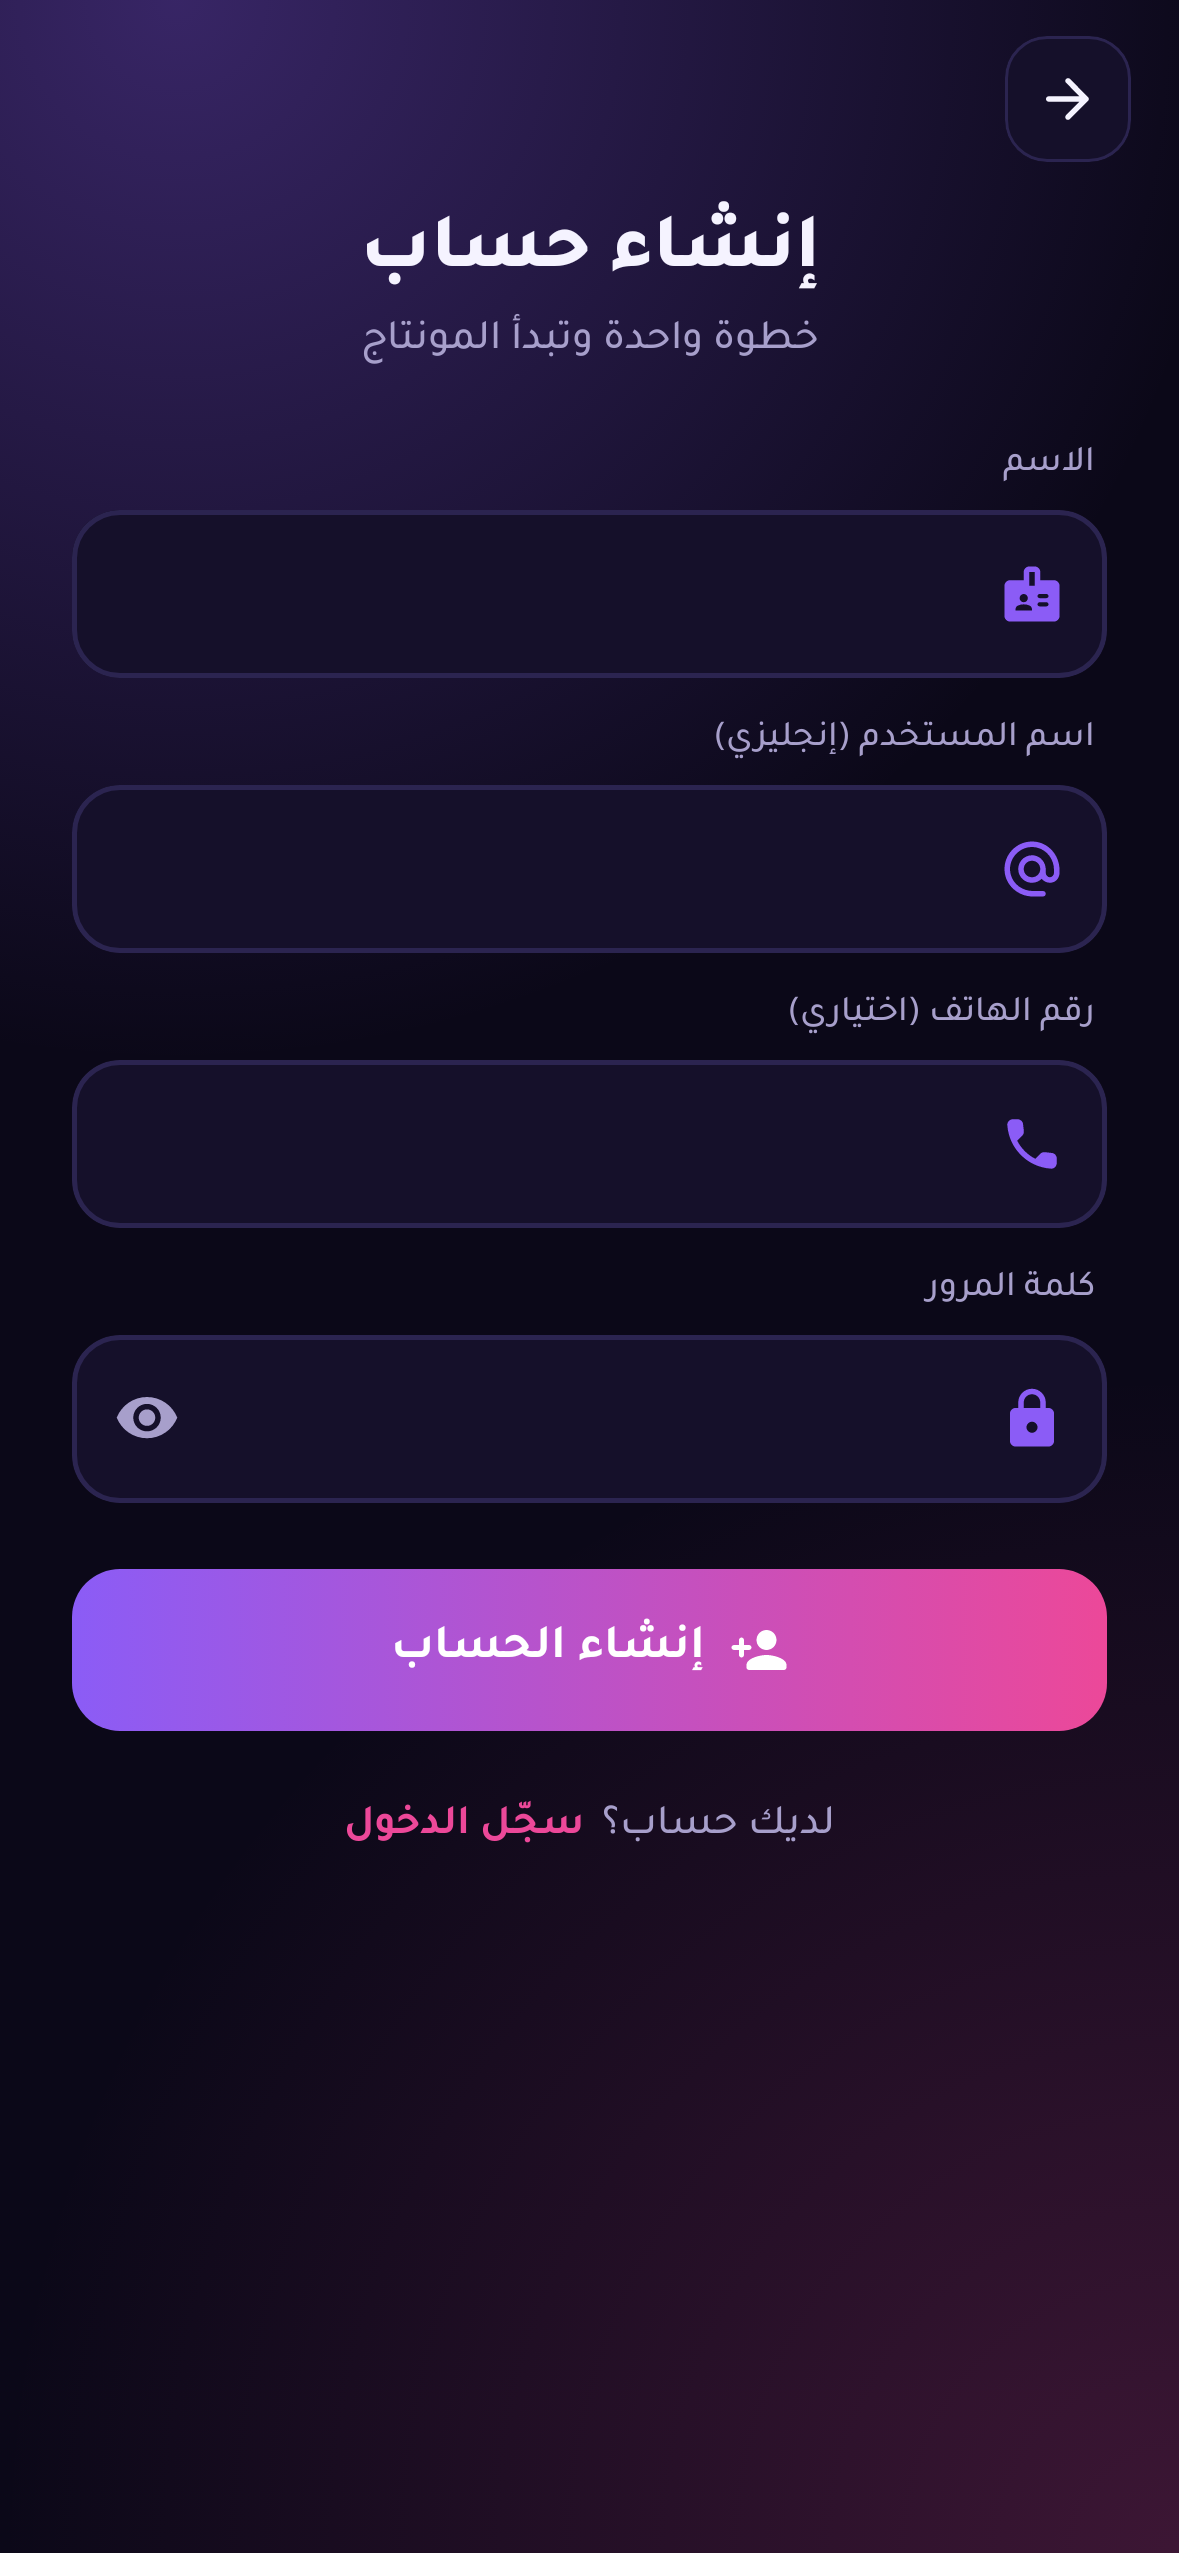 إنشاء حساب
خطوة واحدة وتبدأ المونتاج
الاسم
اسم المستخدم (إنجليزي)
رقم الهاتف (اختياري)
كلمة المرور
إنشاء الحساب
لديك حساب؟ سجّل الدخول